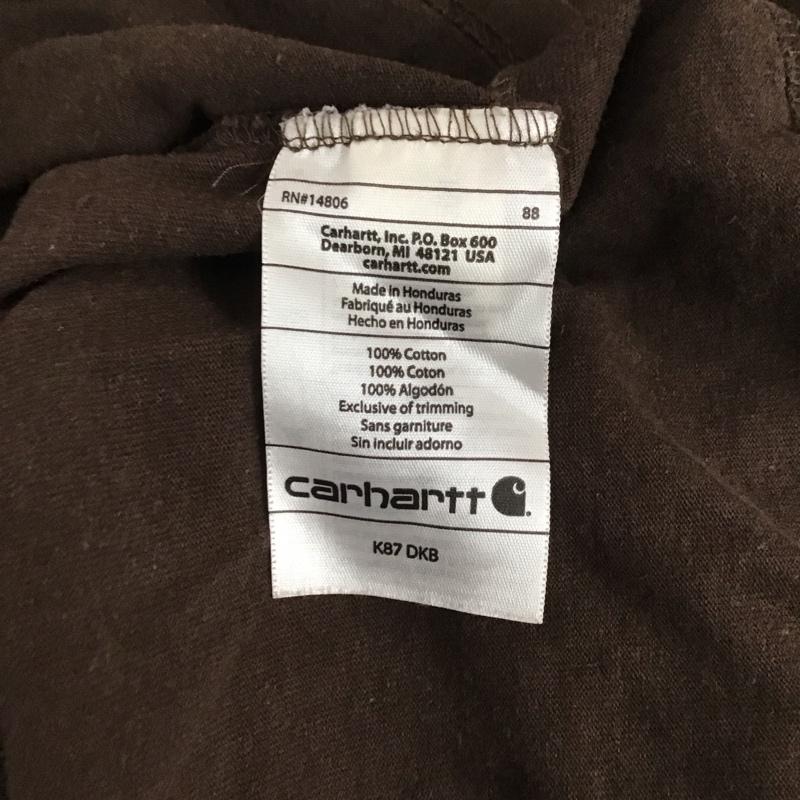 RN#14806 88
Carhartt, Inc. P.O. Box 600
Dearborn, MI 48121 USA
carhartt.com
Made in Honduras
Fabriqué au Honduras
Hecho en Honduras
100% Cotton
100% Coton
100% Algodón
Exclusive of trimming
Sans garniture
Sin incluir adorno
carhartt
K87 DKB